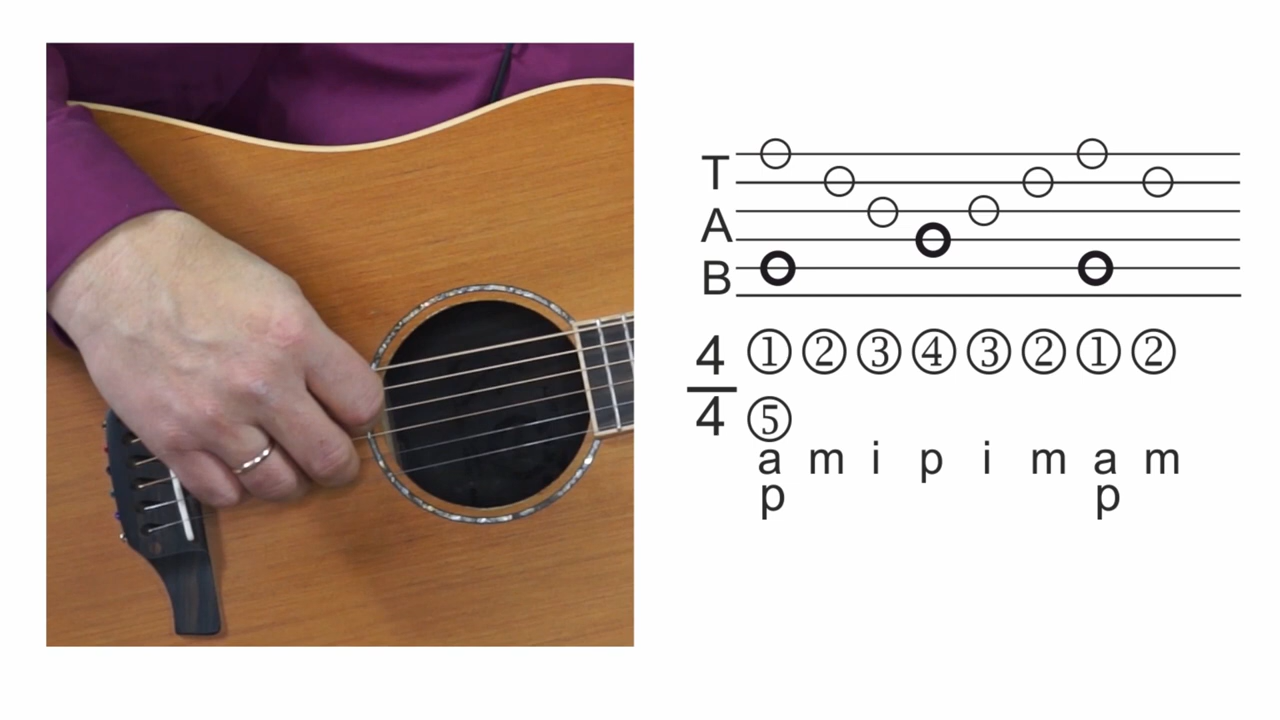 T
A
B
4
4
① ② ③ ④ ③ ② ① ②
⑤
a m i p i m a m
p p